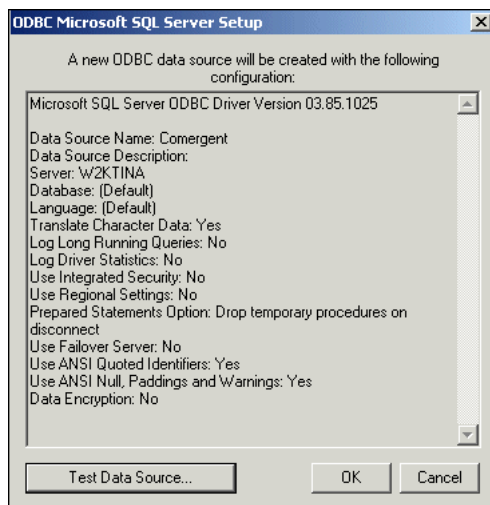 ODBC Microsoft SQL Server Setup
A new ODBC data source will be created with the following
configuration:
Microsoft SQL Server ODBC Driver Version 03.85.1025
Data Source Name: Comergent
Data Source Description:
Server: W2KTINA
Database: (Default)
Language: (Default)
Translate Character Data: Yes
Log Long Running Queries: No
Log Driver Statistics: No
Use Integrated Security: No
Use Regional Settings: No
Prepared Statements Option: Drop temporary procedures on
disconnect
Use Failover Server: No
Use ANSI Quoted Identifiers: Yes
Use ANSI Null, Paddings and Warnings: Yes
Data Encryption: No
Test Data Source...
OK
Cancel